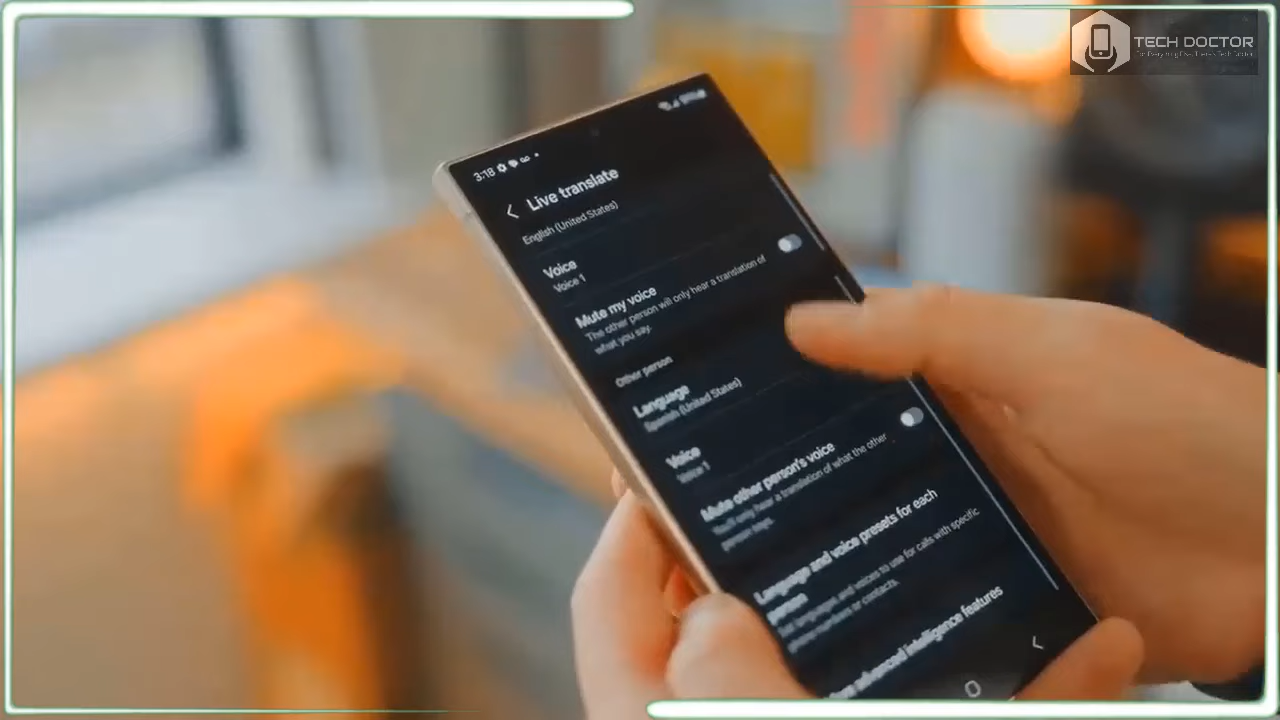 TECH DOCTOR
3:18
Live translate
English (United States)
Voice
Voice 1
Mute my voice
The other person will only hear a translation of
what you say.
Other person
Language
Spanish (United States)
Voice
Voice 1
Mute other person's voice
You'll only hear a translation of what the other
person says.
Language and voice presets for each
person
Set languages and voices to use for calls with specific
phone numbers or contacts.
advanced intelligence features